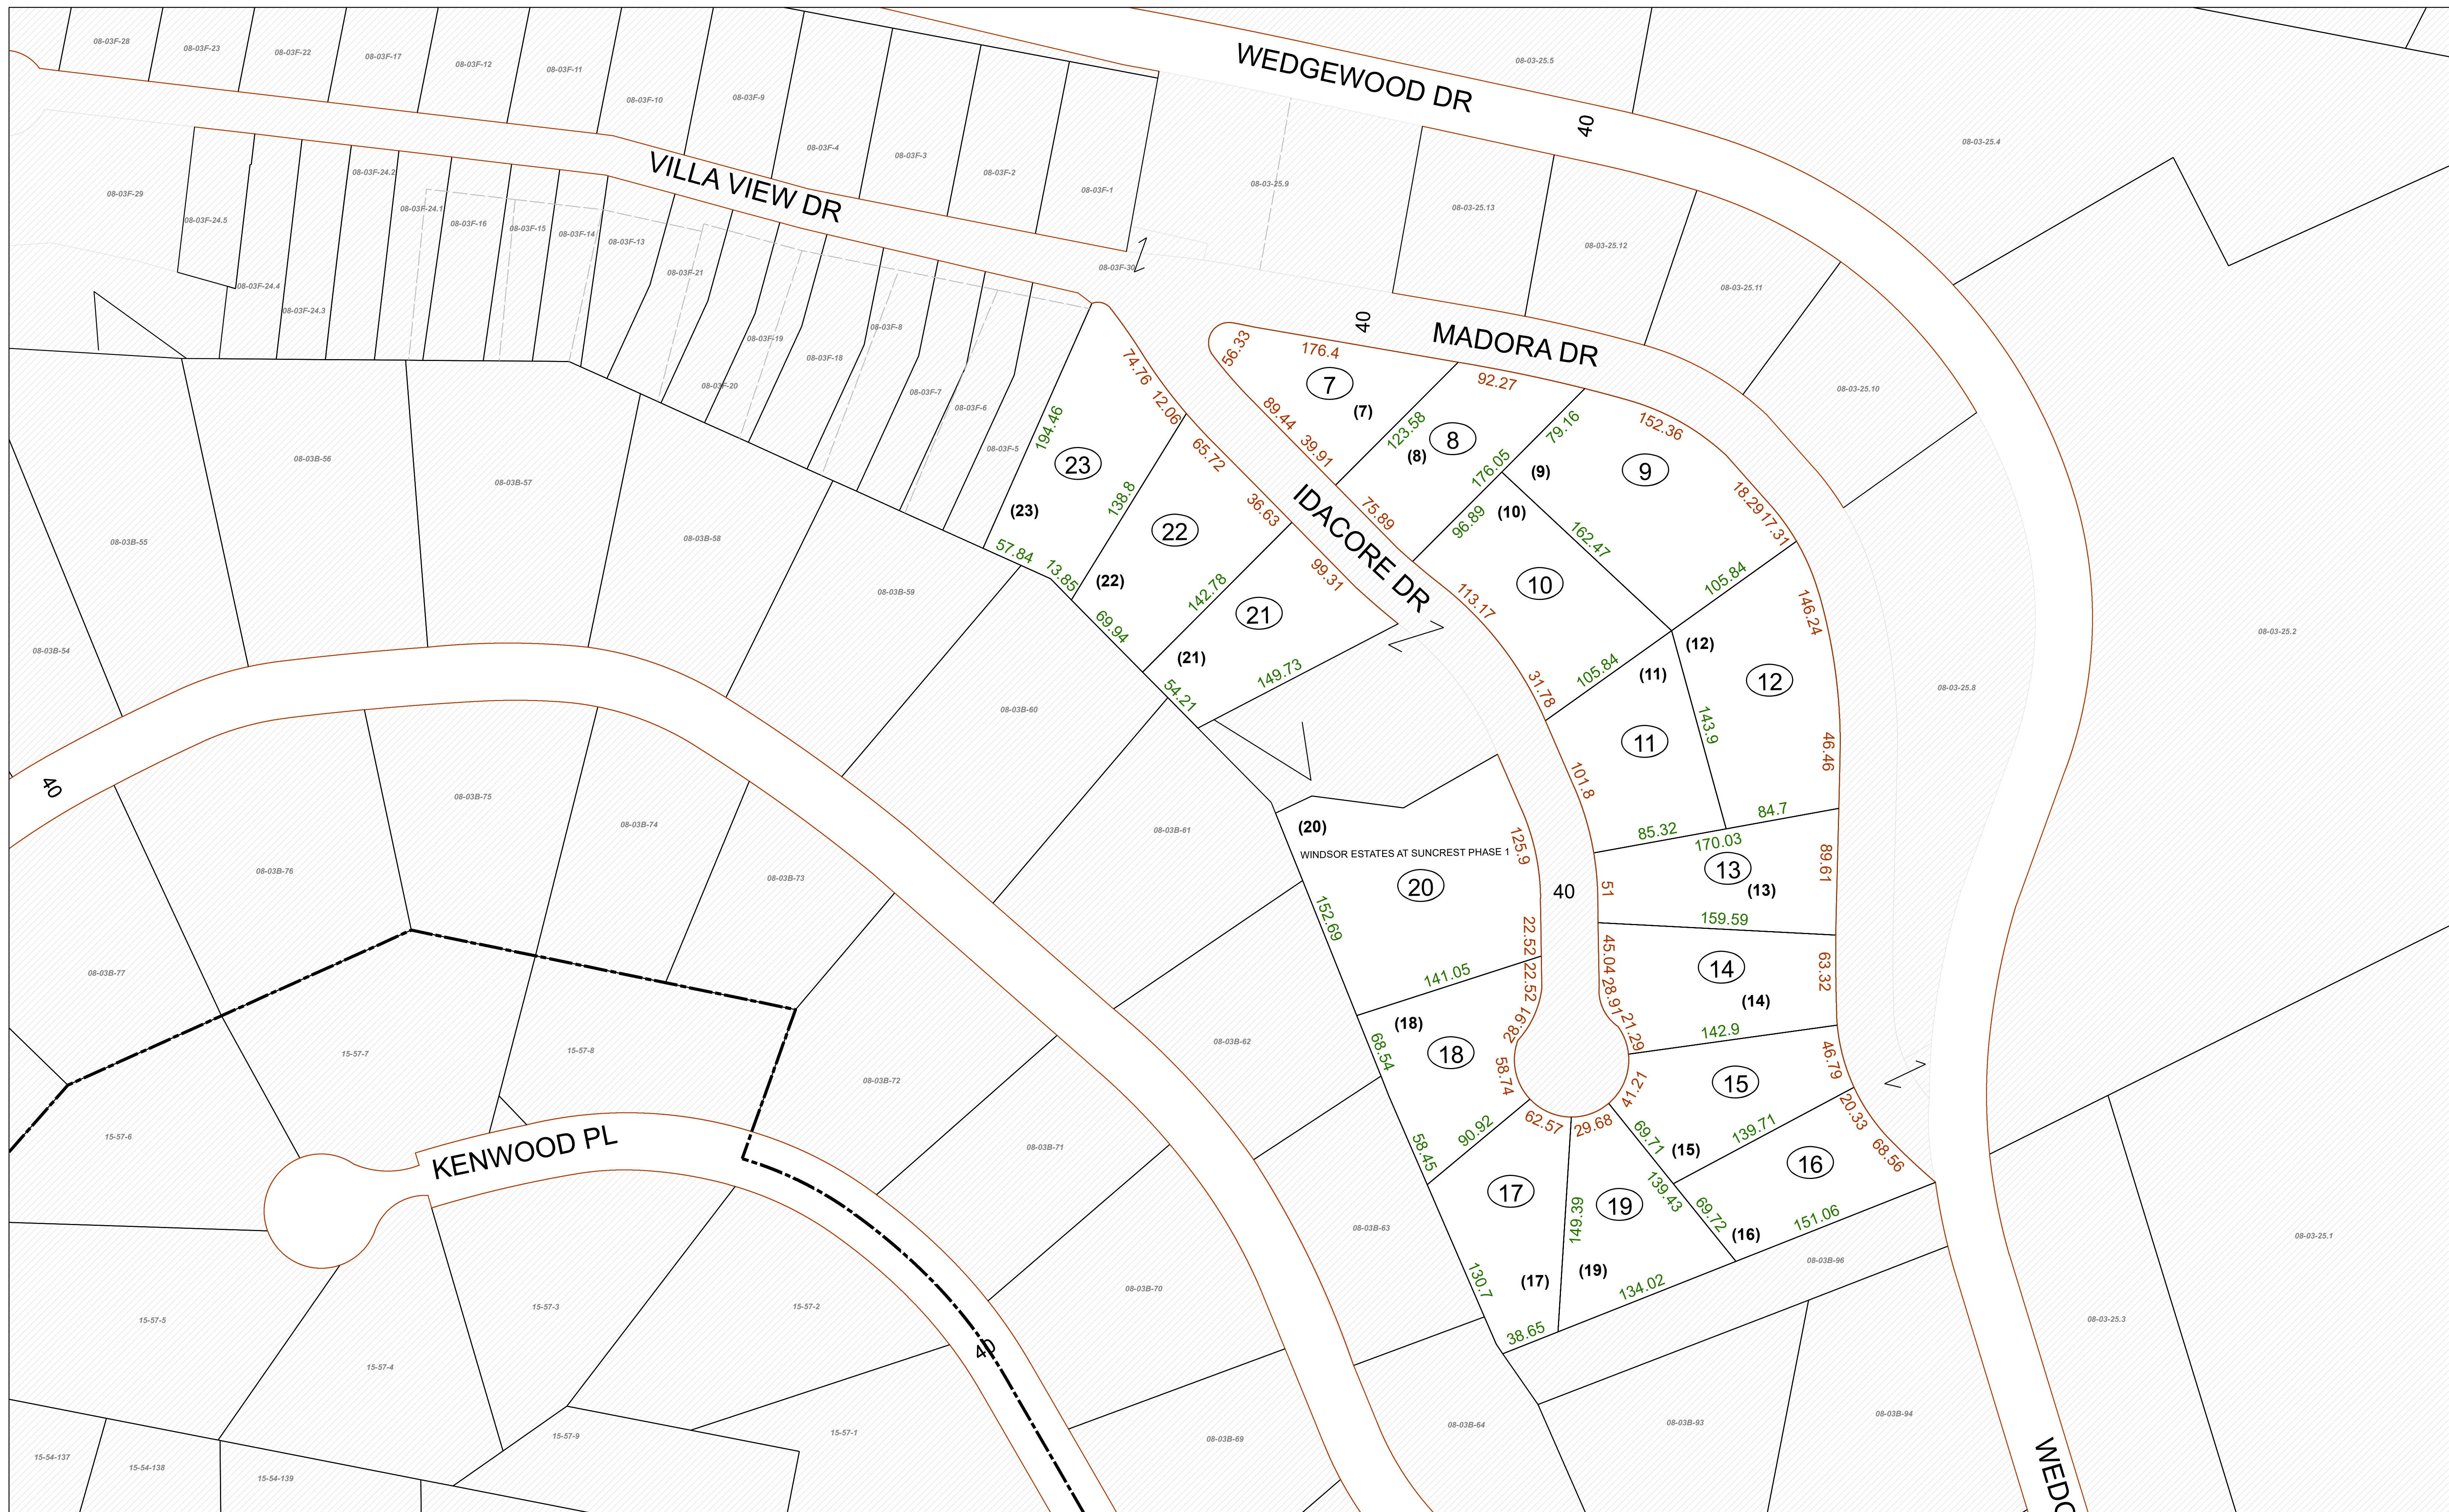 08-03F-28
08-03F-23
08-03F-22
08-03F-17
08-03F-12
08-03F-11
08-03F-10
08-03F-9
08-03F-4
08-03F-3
08-03F-2
08-03F-1
WEDGEWOOD DR
40
08-03-25.5
08-03-25.4
08-03-25.9
08-03-25.13
08-03-25.12
08-03-25.11
08-03-25.10
VILLA VIEW DR
08-03F-29
08-03F-24.5
08-03F-24.4
08-03F-24.3
08-03F-24.2
08-03F-24.1
08-03F-16
08-03F-15
08-03F-14
08-03F-13
08-03F-21
08-03F-20
08-03F-19
08-03F-18
08-03F-8
08-03F-7
08-03F-6
08-03F-5
08-03F-30
40
MADORA DR
56.33
176.4
7
(7)
89.44
39.91
123.58
92.27
8
(8)
75.89
176.05
79.16
152.36
9
(9)
18.29
17.31
96.89
(10)
162.47
10
105.84
113.17
31.78
105.84
146.24
(12)
12
(11)
11
143.9
46.46
101.8
85.32
84.7
170.03
13
(13)
89.61
51
159.59
45.04
14
(14)
63.32
28.91
21.29
142.9
15
46.79
41.21
(15)
139.71
20.33
68.56
16
69.71
139.43
69.72
(16)
151.06
29.68
19
(19)
149.39
134.02
62.57
17
(17)
90.92
58.45
130.7
38.65
58.74
28.91
22.52
18
(18)
68.54
141.05
22.52
125.9
20
(20)
WINDSOR ESTATES AT SUNCREST PHASE 1
152.69
40
IDACORE DR
74.76
12.06
194.46
23
(23)
57.84
13.85
138.8
65.72
36.63
22
(22)
69.94
142.78
99.31
21
(21)
54.21
149.73
08-03B-54
08-03B-55
08-03B-56
08-03B-57
08-03B-58
08-03B-59
08-03B-60
08-03B-61
08-03B-62
08-03B-63
08-03B-64
08-03B-69
08-03B-70
08-03B-71
08-03B-72
08-03B-73
08-03B-74
08-03B-75
08-03B-76
08-03B-77
40
15-57-6
15-57-7
15-57-8
KENWOOD PL
40
15-57-5
15-57-4
15-57-3
15-57-2
15-57-1
15-57-9
15-54-137
15-54-138
15-54-139
08-03B-96
08-03B-93
08-03B-94
08-03-25.8
08-03-25.2
08-03-25.1
08-03-25.3
WEDG